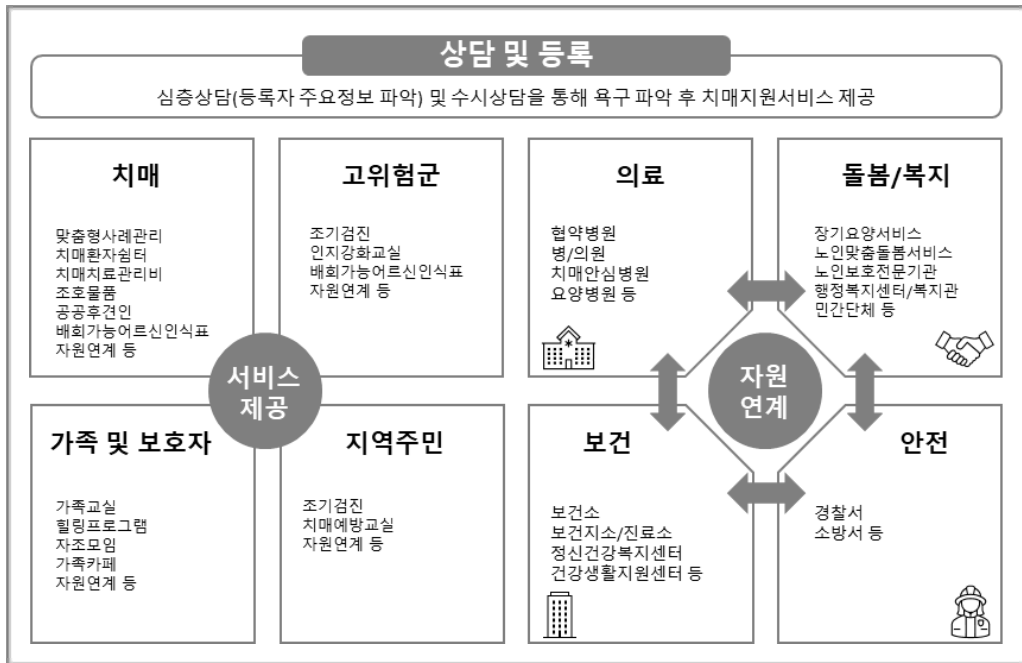 상담 및 등록
심층상담(등록자 주요정보 파악) 및 수시상담을 통해 욕구 파악 후 치매지원서비스 제공
치매
맞춤형사례관리
치매환자쉼터
치매치료관리비
조호물품
공공후견인
배회가능어르신인식표
자원연계 등
고위험군
조기검진
인지강화교실
배회가능어르신인식표
자원연계 등
서비스
제공
가족 및 보호자
가족교실
힐링프로그램
자조모임
가족카페
자원연계 등
지역주민
조기검진
치매예방교실
자원연계 등
의료
협약병원
병/의원
치매안심병원
요양병원 등
돌봄/복지
장기요양서비스
노인맞춤돌봄서비스
노인보호전문기관
행정복지센터/복지관
민간단체 등
자원
연계
보건
보건소
보건지소/진료소
정신건강복지센터
건강생활지원센터 등
안전
경찰서
소방서 등